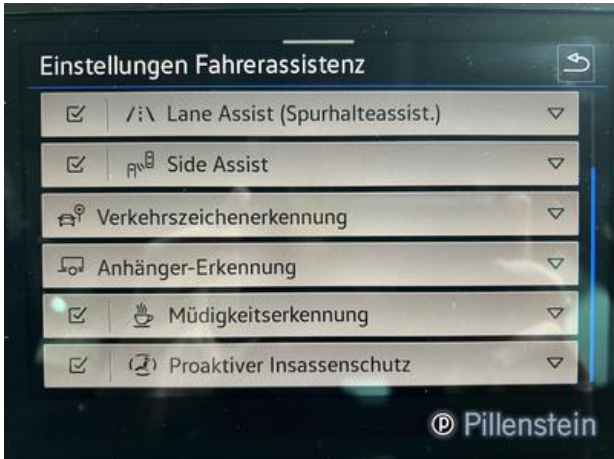 Einstellungen Fahrerassistenz
Lane Assist (Spurhalteassist.)
Side Assist
Verkehrszeichenerkennung
Anhänger-Erkennung
Müdigkeitserkennung
Proaktiver Insassenschutz
Ⓟ Pillenstein